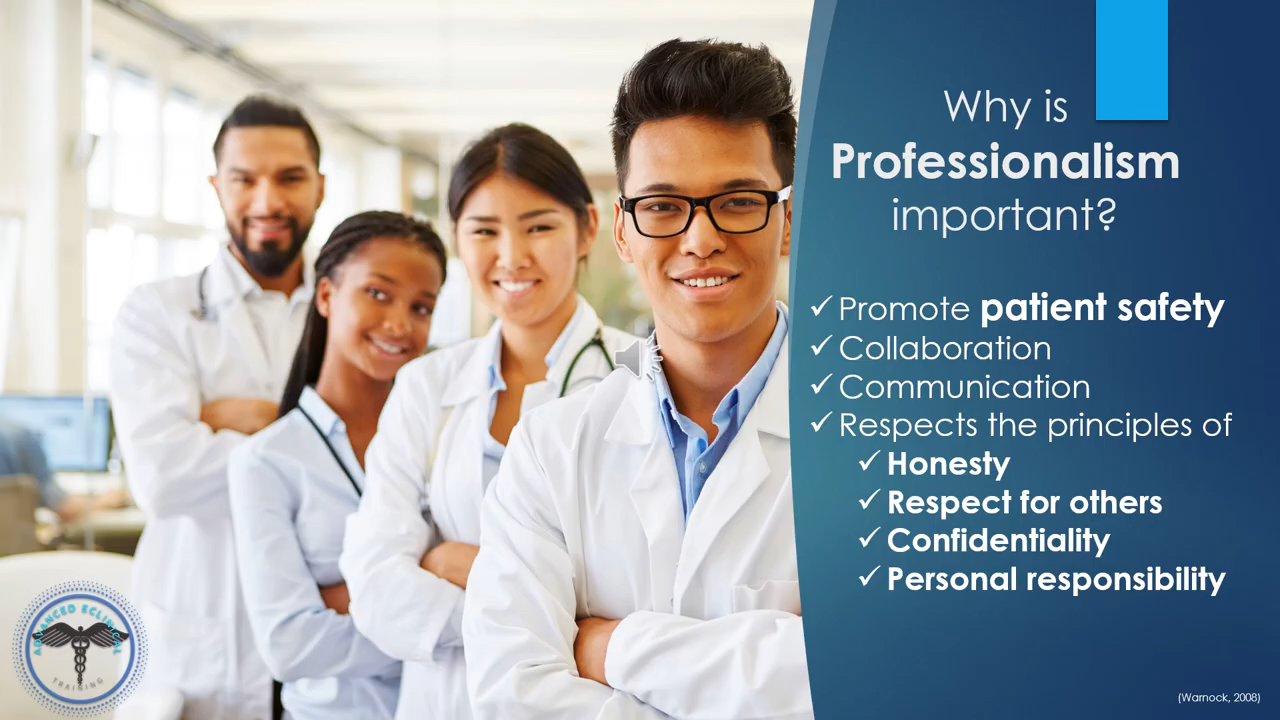 Why is
Professionalism
important?
✓ Promote patient safety
✓ Collaboration
✓ Communication
✓ Respects the principles of
✓ Honesty
✓ Respect for others
✓ Confidentiality
✓ Personal responsibility
ADVANCED ECLINICAL
TRAINING
(Warnock, 2008)